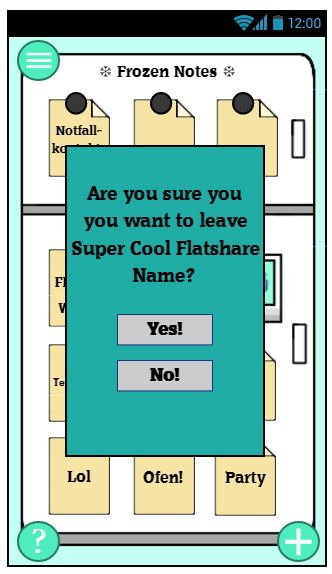 12:00
❄ Frozen Notes ❄
Notfall-
Are you sure you
you want to leave
Super Cool Flatshare
Name?
Yes!
No!
Lol
Ofen!
Party
?